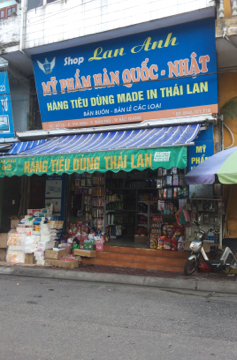 Shop Lan Anh
MỸ PHẨM HÀN QUỐC - NHẬT
HÀNG TIÊU DÙNG MADE IN THÁI LAN
BÁN BUÔN - BÁN LẺ CÁC LOẠI
HÀNG TIÊU DÙNG THÁI LAN
MỸ P